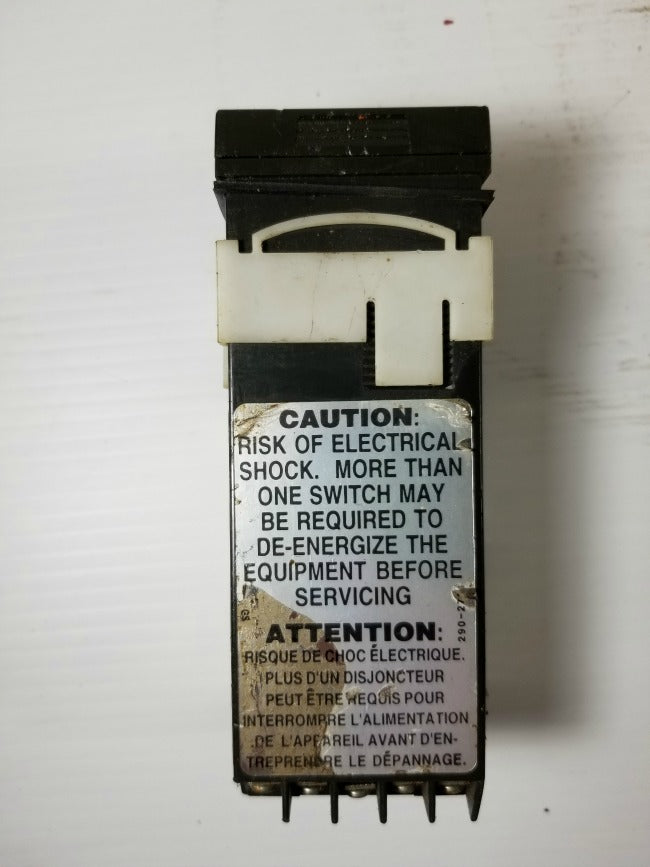 CAUTION:
RISK OF ELECTRICAL
SHOCK. MORE THAN
ONE SWITCH MAY
BE REQUIRED TO
DE-ENERGIZE THE
EQUIPMENT BEFORE
SERVICING
ATTENTION:
RISQUE DE CHOC ÉLECTRIQUE.
PLUS D'UN DISJONCTEUR
PEUT ÊTRE REQUIS POUR
INTERROMPRE L'ALIMENTATION
DE L'APPAREIL AVANT D'EN-
TREPRENDRE LE DÉPANNAGE.
GS